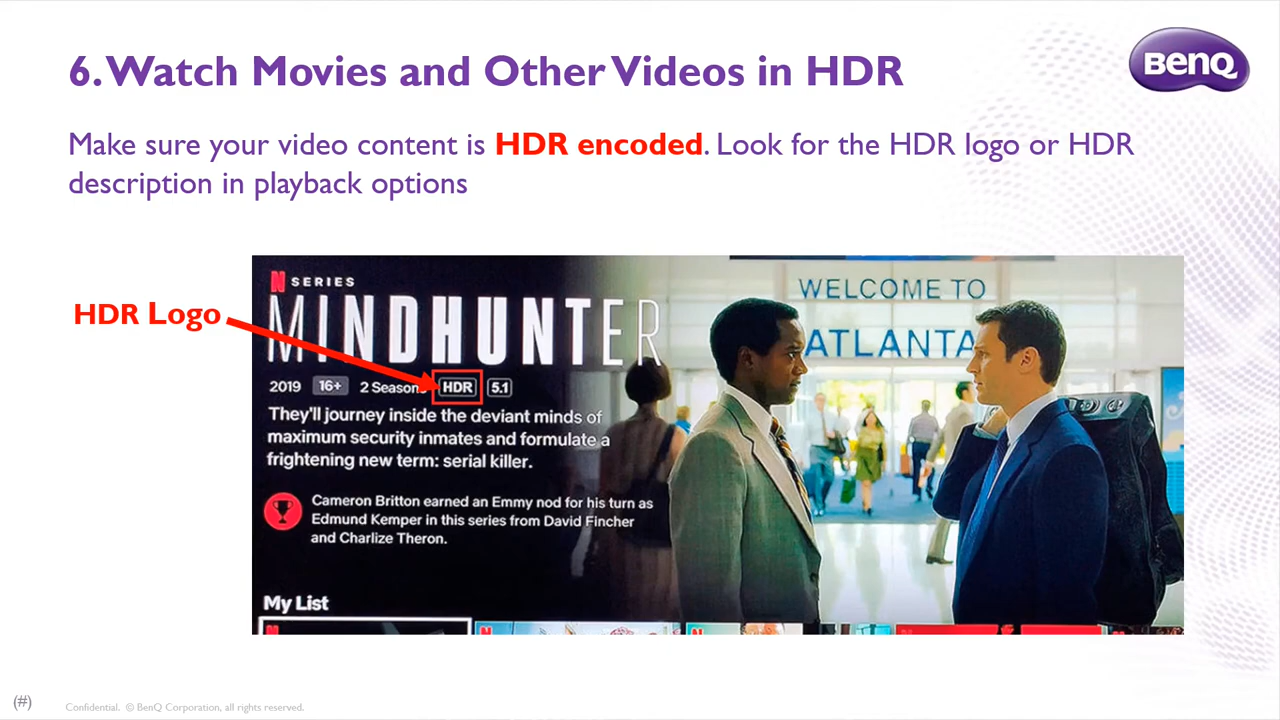 6. Watch Movies and Other Videos in HDR
BenQ
Make sure your video content is HDR encoded. Look for the HDR logo or HDR
description in playback options
HDR Logo
N SERIES
MINDHUNTER
2019 16+ 2 Seasons HDR 5.1
They'll journey inside the deviant minds of
maximum security inmates and formulate a
frightening new term: serial killer.
Cameron Britton earned an Emmy nod for his turn as
Edmund Kemper in this series from David Fincher
and Charlize Theron.
My List
WELCOME TO
ATLANTA
(#)
Confidential. © BenQ Corporation, all rights reserved.